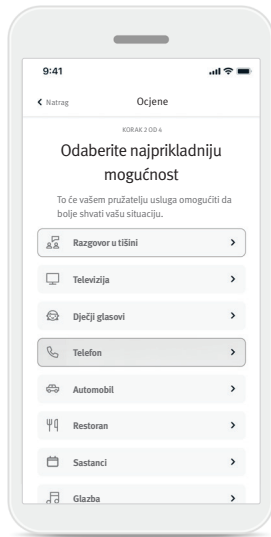 9:41
Natrag
Ocjene
KORAK 2 OD 4
Odaberite najprikladniju
mogućnost
To će vašem pružatelju usluga omogućiti da
bolje shvati vašu situaciju.
Razgovor u tišini
Televizija
Dječji glasovi
Telefon
Automobil
Restoran
Sastanci
Glazba